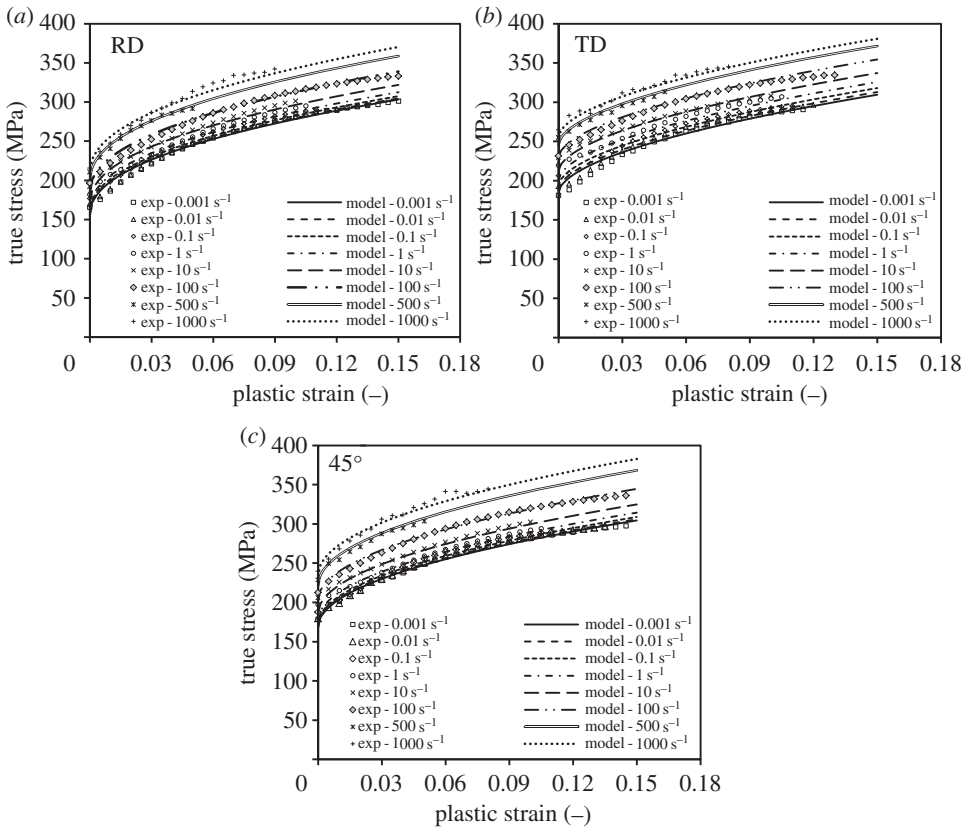 (a)
400
350
300
250
200
150
100
50
0
0.03
0.06
0.09
0.12
0.15
0.18
true stress (MPa)
plastic strain (–)
RD
exp - 0.001 s–1
exp - 0.01 s–1
exp - 0.1 s–1
exp - 1 s–1
exp - 10 s–1
exp - 100 s–1
exp - 500 s–1
exp - 1000 s–1
model - 0.001 s–1
model - 0.01 s–1
model - 0.1 s–1
model - 1 s–1
model - 10 s–1
model - 100 s–1
model - 500 s–1
model - 1000 s–1
(b)
400
350
300
250
200
150
100
50
0
0.03
0.06
0.09
0.12
0.15
0.18
true stress (MPa)
plastic strain (–)
TD
exp - 0.001 s–1
exp - 0.01 s–1
exp - 0.1 s–1
exp - 1 s–1
exp - 10 s–1
exp - 100 s–1
exp - 500 s–1
exp - 1000 s–1
model - 0.001 s–1
model - 0.01 s–1
model - 0.1 s–1
model - 1 s–1
model - 10 s–1
model - 100 s–1
model - 500 s–1
model - 1000 s–1
(c)
400
350
300
250
200
150
100
50
0
0.03
0.06
0.09
0.12
0.15
0.18
true stress (MPa)
plastic strain (–)
45°
exp - 0.001 s–1
exp - 0.01 s–1
exp - 0.1 s–1
exp - 1 s–1
exp - 10 s–1
exp - 100 s–1
exp - 500 s–1
exp - 1000 s–1
model - 0.001 s–1
model - 0.01 s–1
model - 0.1 s–1
model - 1 s–1
model - 10 s–1
model - 100 s–1
model - 500 s–1
model - 1000 s–1